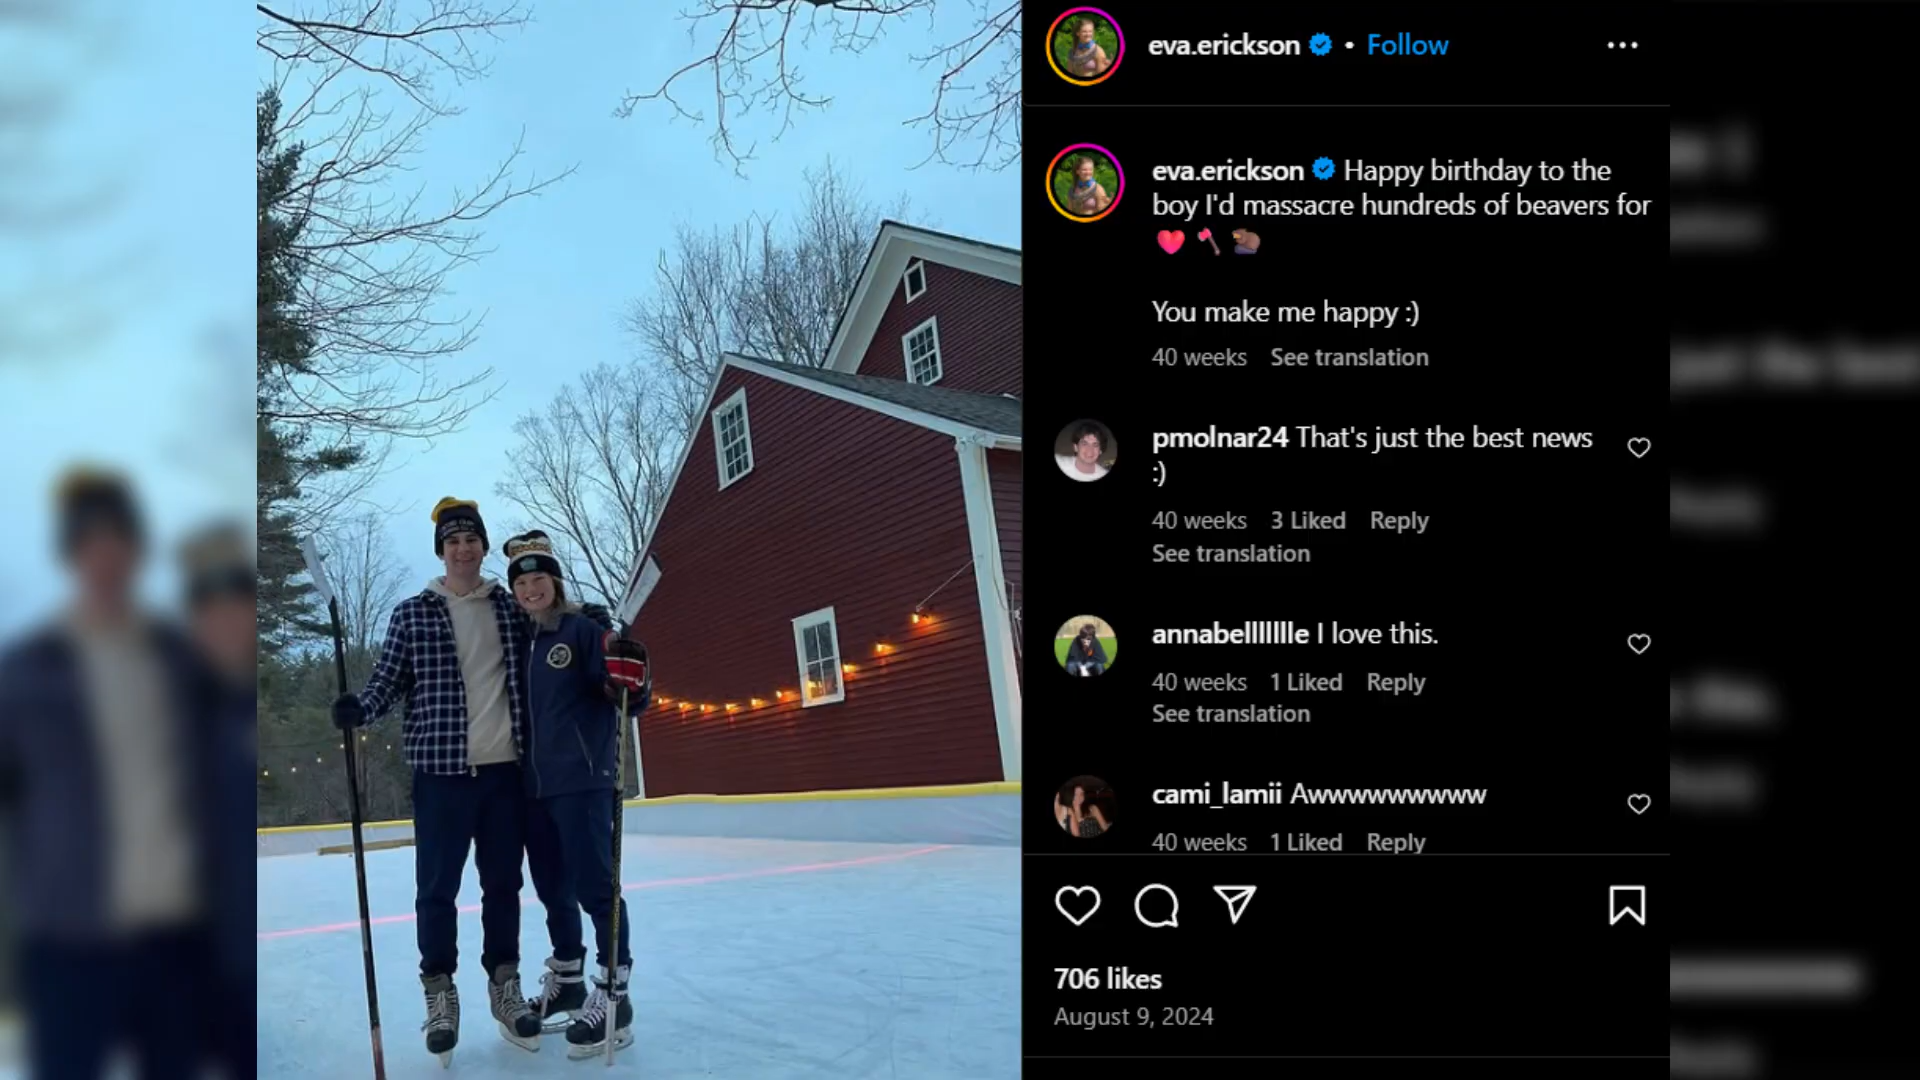 eva.erickson • Follow
eva.erickson Happy birthday to the
boy I'd massacre hundreds of beavers for
❤️ 🪓 🦫
You make me happy :)
40 weeks See translation
pmolnar24 That's just the best news
:)
40 weeks 3 Liked Reply
See translation
annabellllllle I love this.
40 weeks 1 Liked Reply
See translation
cami_lamii Awwwwwwwww
40 weeks 1 Liked Reply
706 likes
August 9, 2024